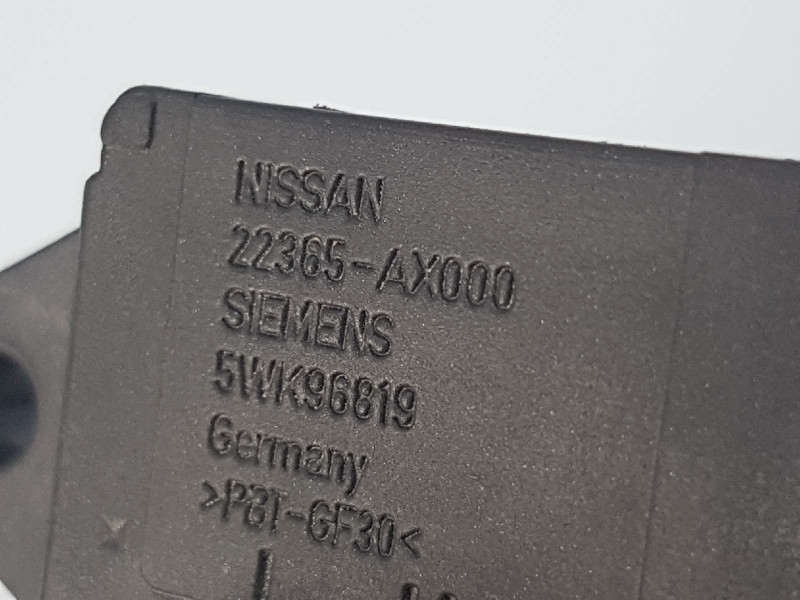 NISSAN
22365-AX000
SIEMENS
5WK96819
Germany
>PBT-GF30<